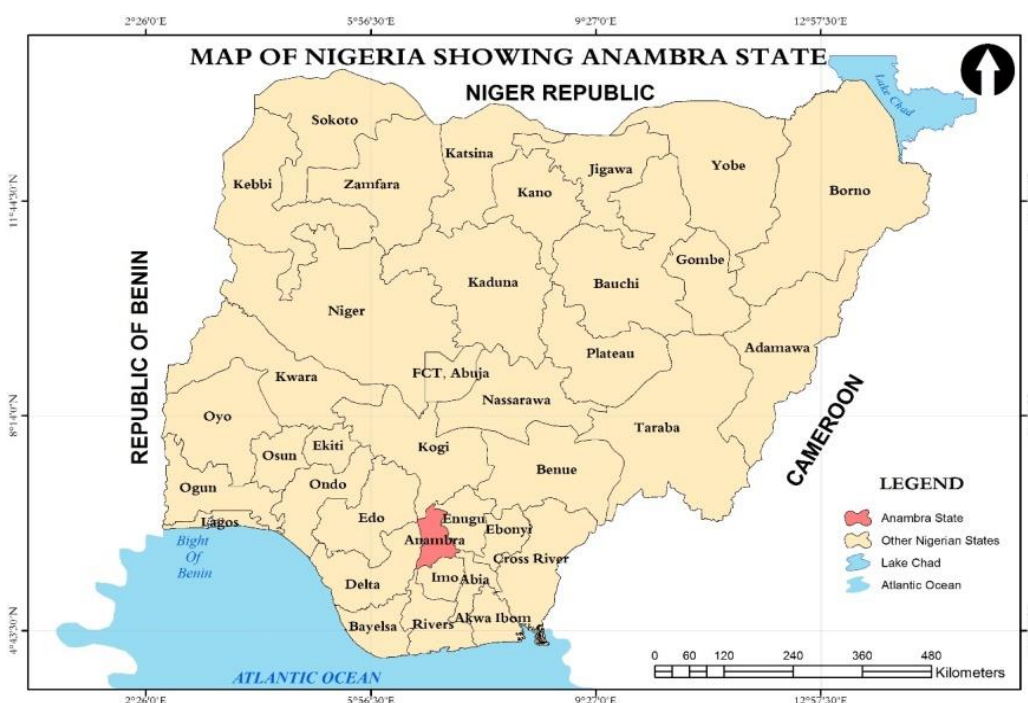 2°26'0"E 5°56'30"E 9°27'0"E 12°57'30"E
MAP OF NIGERIA SHOWING ANAMBRA STATE
NIGER REPUBLIC
Lake Chad
Sokoto
Katsina
Jigawa
Yobe
Kebbi
Zamfara
Kano
Borno
11°44'30"N
Gombe
Kaduna
Bauchi
Niger
REPUBLIC OF BENIN
Plateau
Adamawa
Kwara
FCT, Abuja
Nassarawa
8°14'0"N
Oyo
Taraba
CAMEROON
Ekiti
Kogi
Osun
Benue
Ogun
Ondo
LEGEND
Lagos
Edo
Enugu
Ebonyi
Anambra State
Anambra
Other Nigerian States
Bight
Of
Benin
Cross River
Lake Chad
Delta
Imo
Abia
Atlantic Ocean
Bayelsa
Rivers
Akwa Ibom
4°43'30"N
0 30 60 120 240 360 480
Kilometers
ATLANTIC OCEAN
2°26'0"E 5°56'30"E 9°27'0"E 12°57'30"E